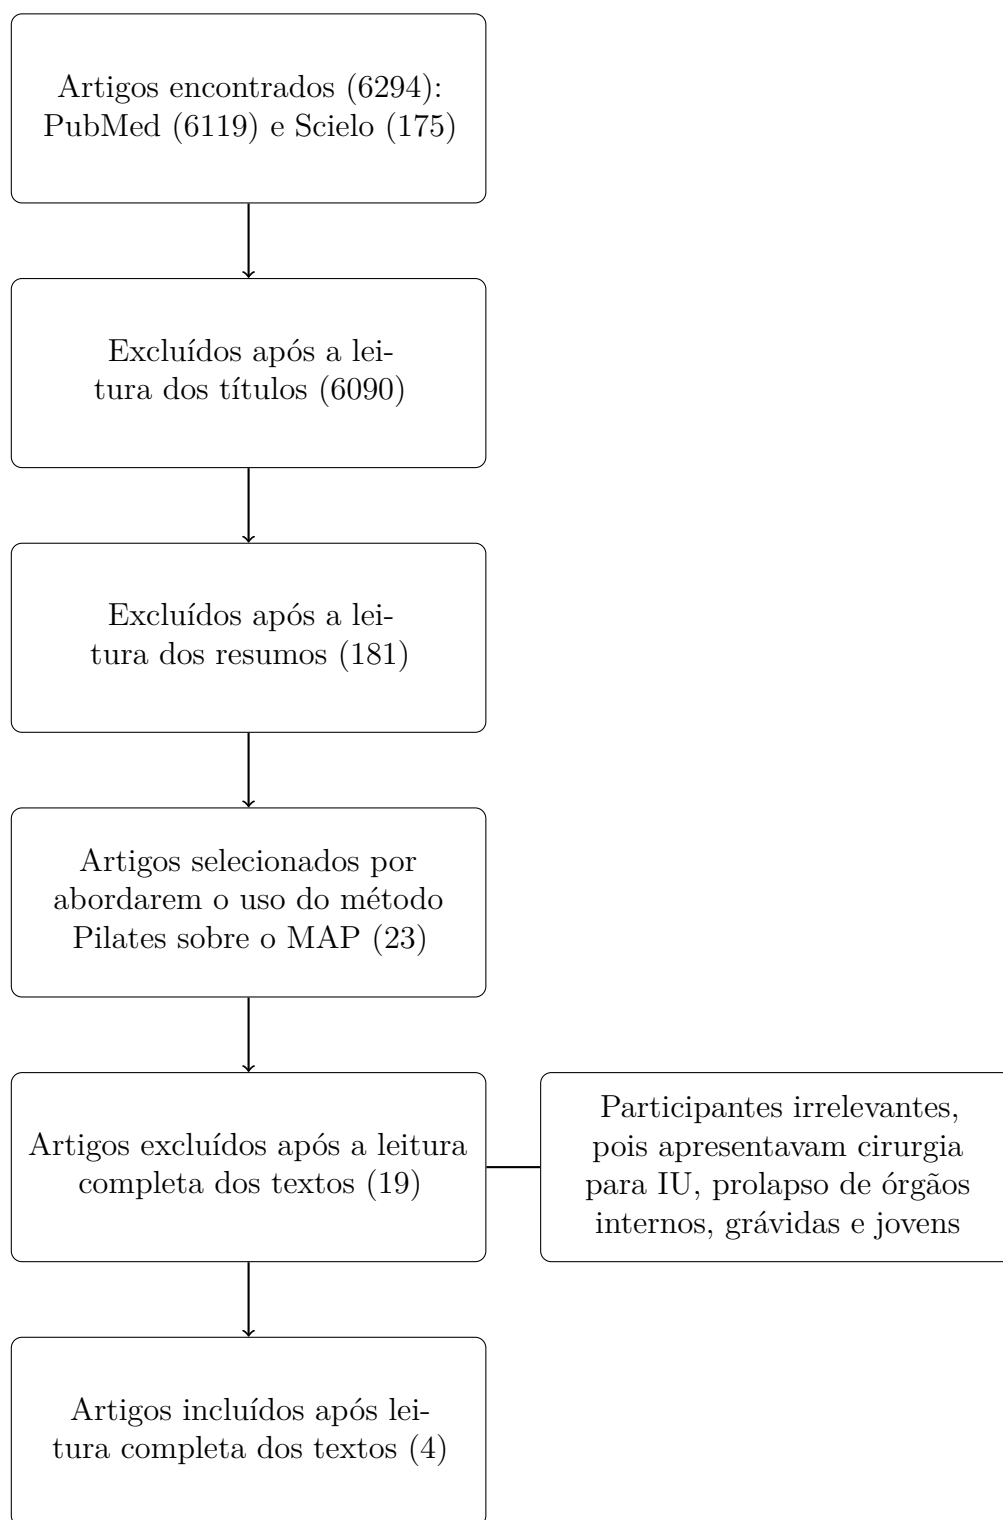 Artigos encontrados (6294):
PubMed (6119) e Scielo (175)
Excluídos após a lei-
tura dos títulos (6090)
Excluídos após a lei-
tura dos resumos (181)
Artigos selecionados por
abordarem o uso do método
Pilates sobre o MAP (23)
Artigos excluídos após a leitura
completa dos textos (19)
Participantes irrelevantes,
pois apresentavam cirurgia
para IU, prolapso de órgãos
internos, grávidas e jovens
Artigos incluídos após lei-
tura completa dos textos (4)